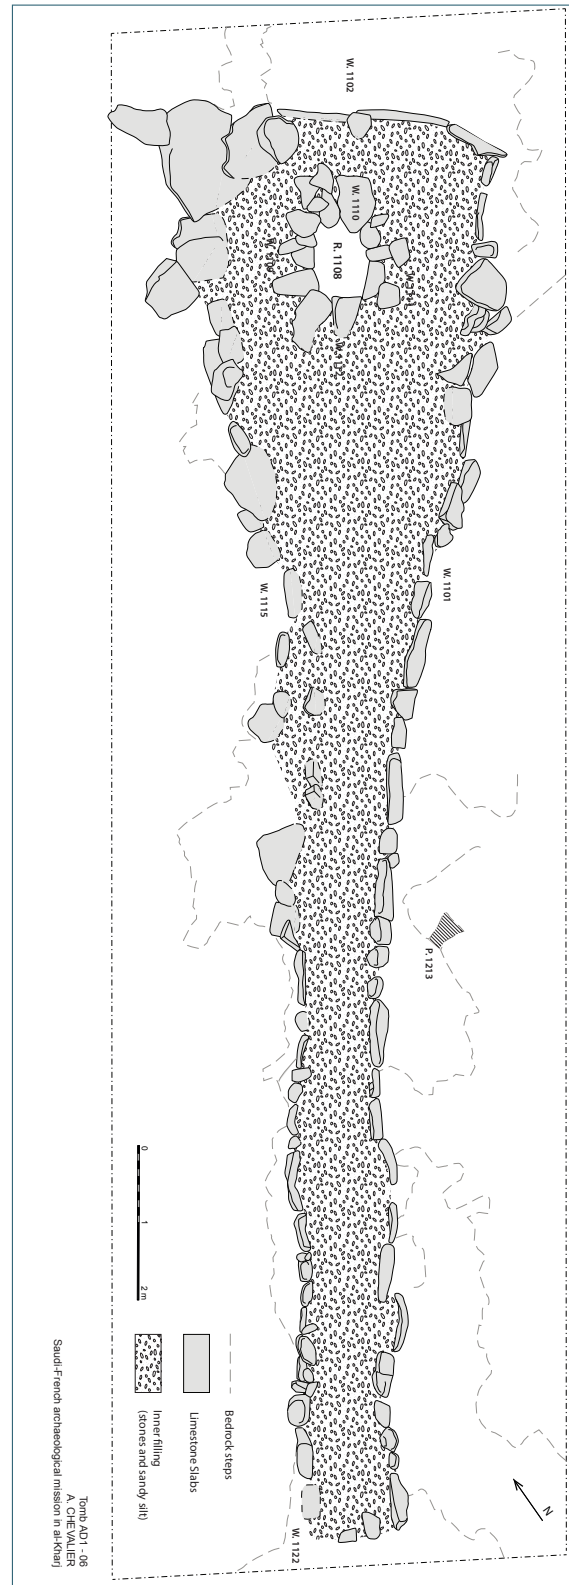 W. 1102
W. 1110
R. 1108
W. 1101
W. 1115
P. 1213
0
1
2 m
Bedrock steps
Limestone Slabs
Inner filling
(stones and sandy silt)
N
W. 1122
Tomb AD1 - 06
A. CHEVALIER
Saudi-French archaeological mission in al-Kharj